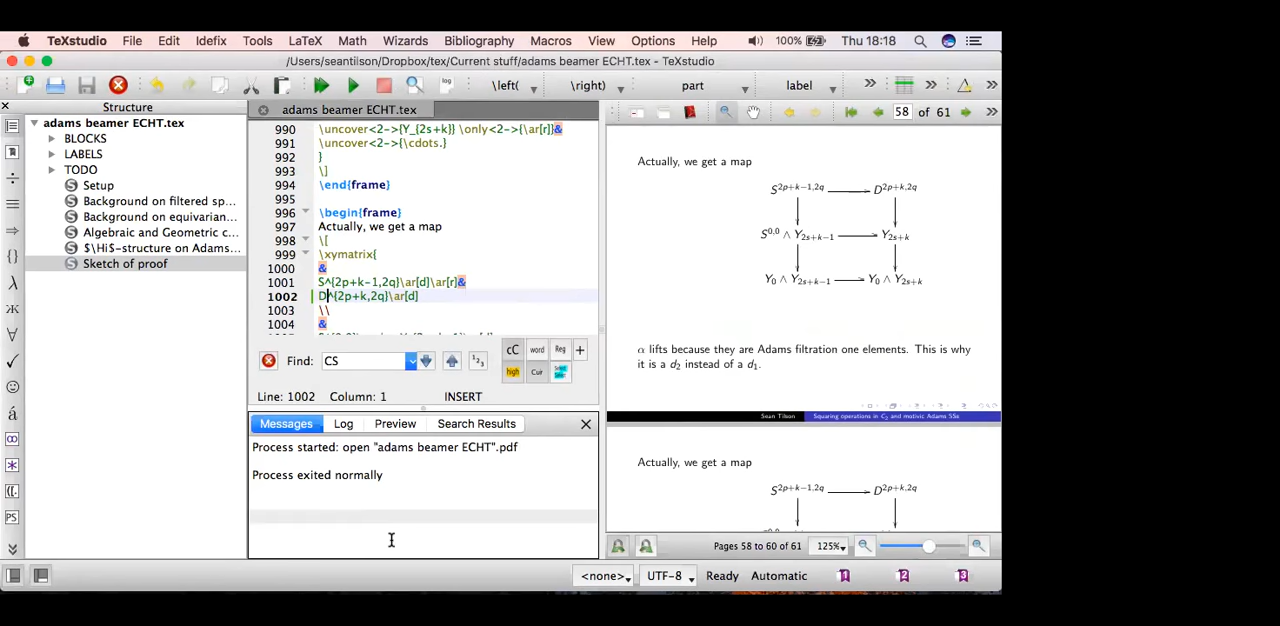 TeXstudio File Edit Idefix Tools LaTeX Math Wizards Bibliography Macros View Options Help 100% Thu 18:18
/Users/seantilson/Dropbox/tex/Current stuff/adams beamer ECHT.tex - TeXstudio
log \left( \right) part label » » »
Structure
adams beamer ECHT.tex
BLOCKS
LABELS
TODO
Setup
Background on filtered sp...
Background on equivarian...
Algebraic and Geometric c...
$\Hi$-structure on Adams...
Sketch of proof
adams beamer ECHT.tex
990 \uncover<2->{Y_{2s+k}} \only<2->{\ar[r]}&
991 \uncover<2->{\cdots.}
992 }
993 \]
994 \end{frame}
995
996 \begin{frame}
997 Actually, we get a map
998 \[
999 \xymatrix{
1000 &
1001 S^{2p+k-1,2q}\ar[d]\ar[r]&
1002 D^{2p+k,2q}\ar[d]
1003 \\
1004 &
Find: CS
cC word Reg +
high Cur
Line: 1002 Column: 1 INSERT
Messages Log Preview Search Results
Process started: open "adams beamer ECHT".pdf
Process exited normally
58 of 61
Actually, we get a map
S^{2p+k−1,2q} D^{2p+k,2q}
S^{0,0} ∧ Y_{2s+k−1} Y_{2s+k}
Y_0 ∧ Y_{2s+k−1} Y_0 ∧ Y_{2s+k}
α lifts because they are Adams filtration one elements. This is why
it is a d_2 instead of a d_1.
Sean Tilson Squaring operations in C_2 and motivic Adams SSs
Actually, we get a map
S^{2p+k−1,2q} D^{2p+k,2q}
Pages 58 to 60 of 61 125%
<none> UTF-8 Ready Automatic 1 2 3